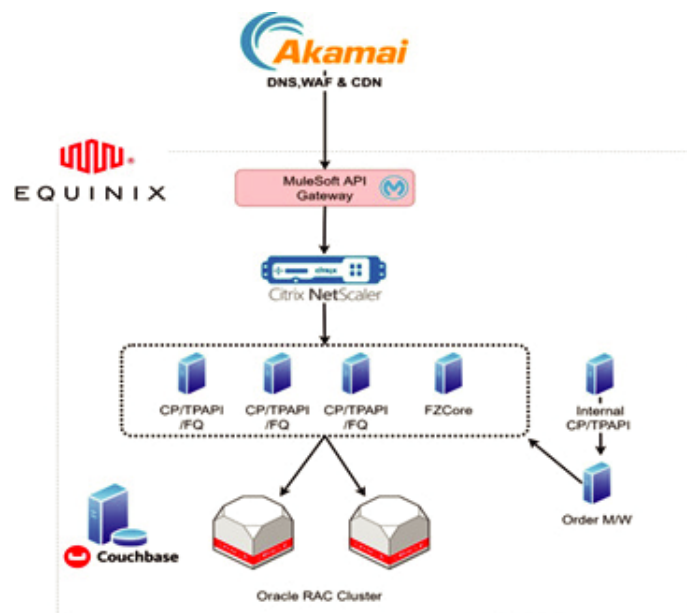 Akamai
DNS,WAF & CDN
EQUINIX
MuleSoft API
Gateway
citrix
Citrix NetScaler
CP/TPAPI
/FQ
CP/TPAPI
/FQ
CP/TPAPI
/FQ
FZCore
Internal
CP/TPAPI
Order M/W
Couchbase
Oracle RAC Cluster